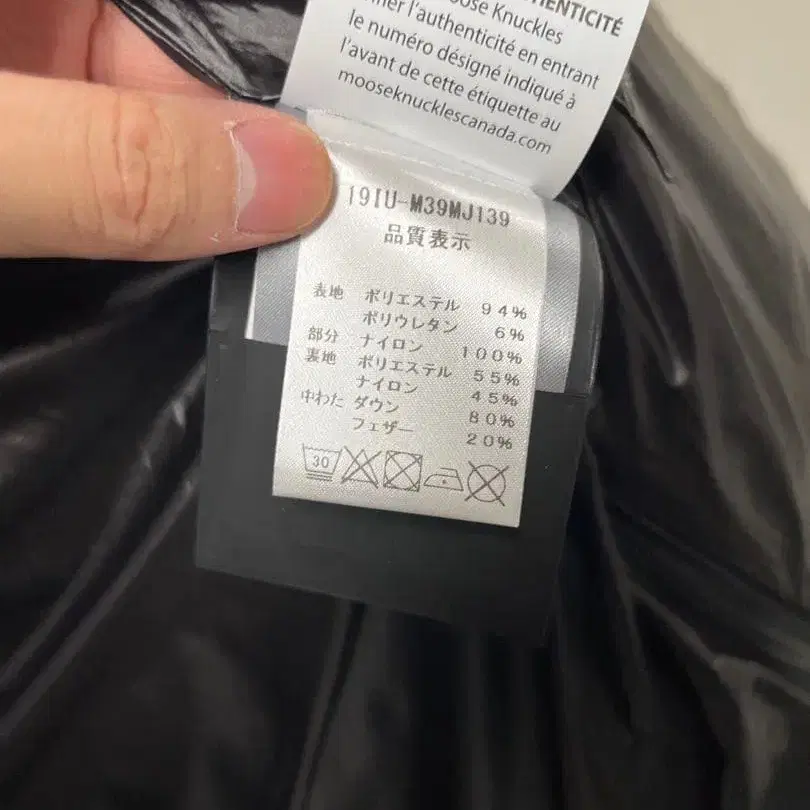 THENTICITÉ
ose Knuckles
l'authenticité en entrant
le numéro désigné indiqué à
l'avant de cette étiquette au
mooseknucklescanada.com
19IU-M39MJ139
品質表示
表地 ポリエステル 94%
ポリウレタン 6%
部分 ナイロン 100%
裏地 ポリエステル 55%
ナイロン 45%
中わた ダウン 80%
フェザー 20%
30